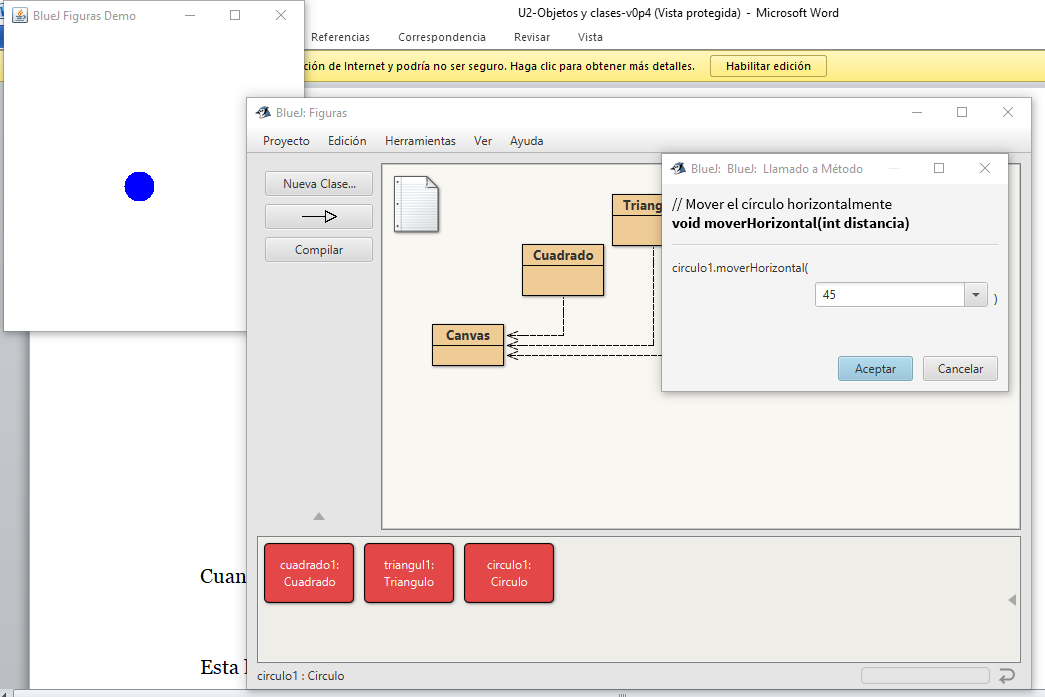 BlueJ Figuras Demo
U2-Objetos y clases-v0p4 (Vista protegida) - Microsoft Word
Referencias Correspondencia Revisar Vista
ción de Internet y podría no ser seguro. Haga clic para obtener más detalles. Habilitar edición
BlueJ: Figuras
Proyecto Edición Herramientas Ver Ayuda
Nueva Clase...
Compilar
Triang
Cuadrado
Canvas
BlueJ: BlueJ: Llamado a Método
// Mover el círculo horizontalmente
void moverHorizontal(int distancia)
circulo1.moverHorizontal(
45 )
Aceptar Cancelar
cuadrado1:
Cuadrado
triangul1:
Triangulo
circulo1:
Circulo
circulo1 : Circulo
Cuan
Esta